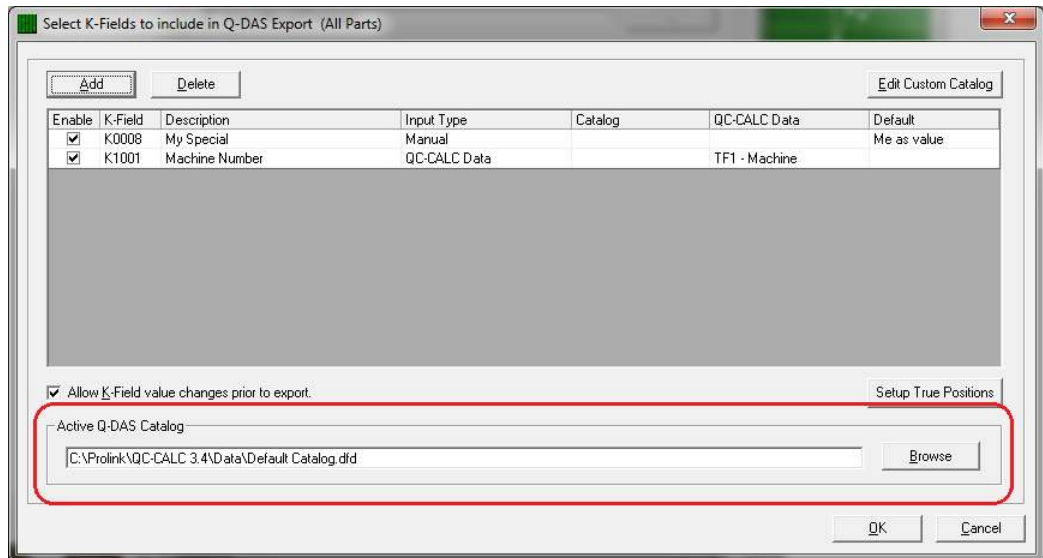 Select K-Fields to include in Q-DAS Export (All Parts)
Add Delete Edit Custom Catalog
Enable K-Field Description Input Type Catalog QC-CALC Data Default
K0008 My Special Manual Me as value
K1001 Machine Number QC-CALC Data TF1 - Machine
Allow K-Field value changes prior to export. Setup True Positions
Active Q-DAS Catalog
C:\Prolink\QC-CALC 3.4\Data\Default Catalog.dfd Browse
OK Cancel